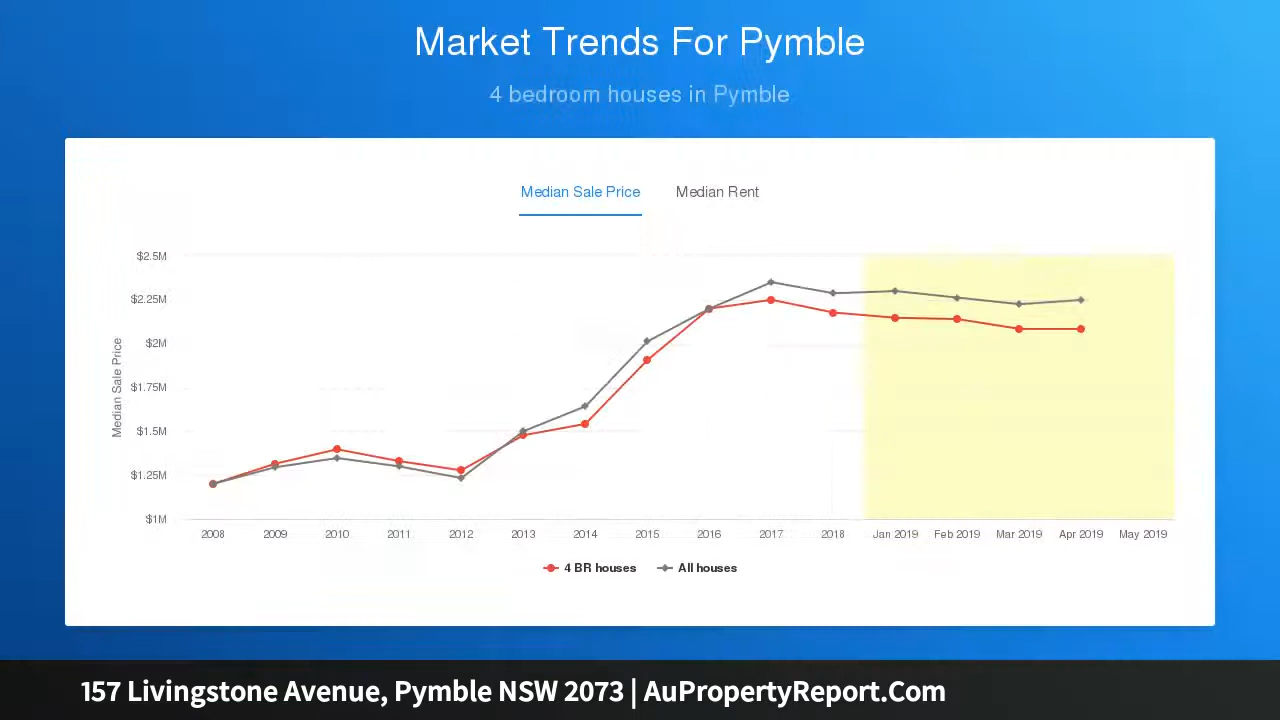 Market Trends For Pymble
4 bedroom houses in Pymble
Median Sale Price Median Rent
$2.5M
$2.25M
$2M
$1.75M
$1.5M
$1.25M
$1M
Median Sale Price
2008 2009 2010 2011 2012 2013 2014 2015 2016 2017 2018 Jan 2019 Feb 2019 Mar 2019 Apr 2019 May 2019
4 BR houses All houses
157 Livingstone Avenue, Pymble NSW 2073 | AuPropertyReport.Com